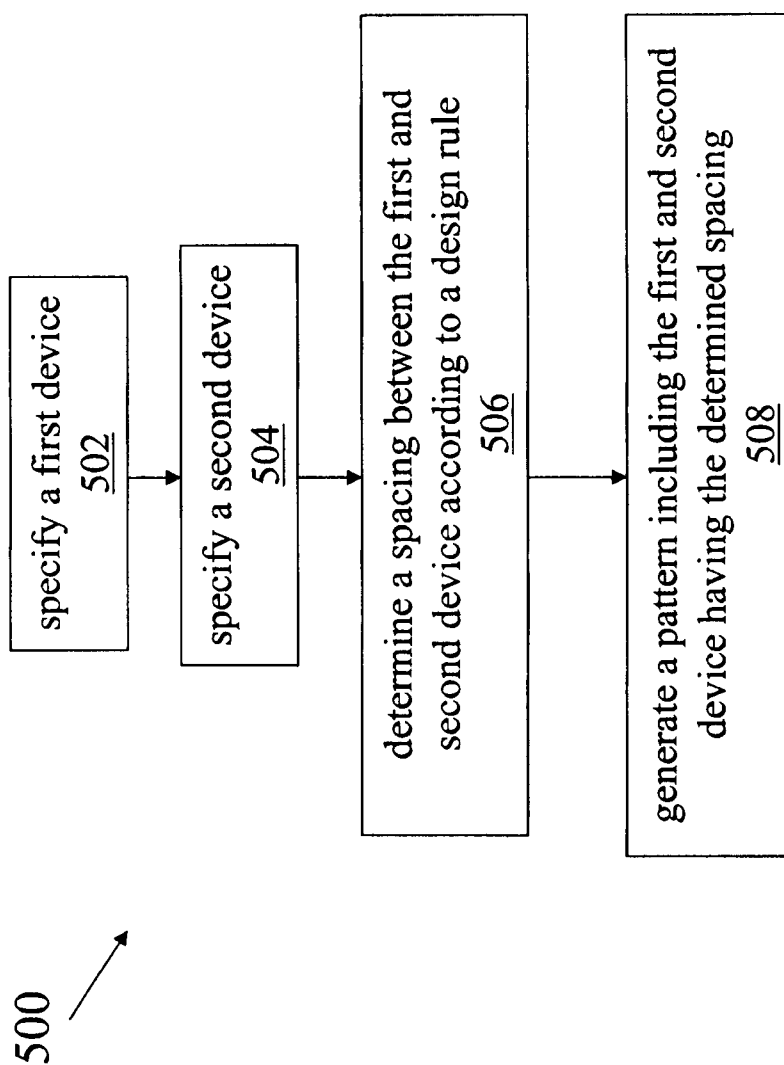 500
specify a first device
502
specify a second device
504
determine a spacing between the first and
second device according to a design rule
506
generate a pattern including the first and second
device having the determined spacing
508